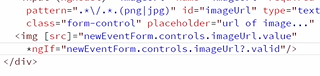 pattern=".*\/.*.(png|jpg)" id="imageUrl" type="text
class="form-control" placeholder="url of image..."
<img [src]="newEventForm.controls.imageUrl.value"
*ngIf="newEventForm.controls.imageUrl?.valid"/>
</div>